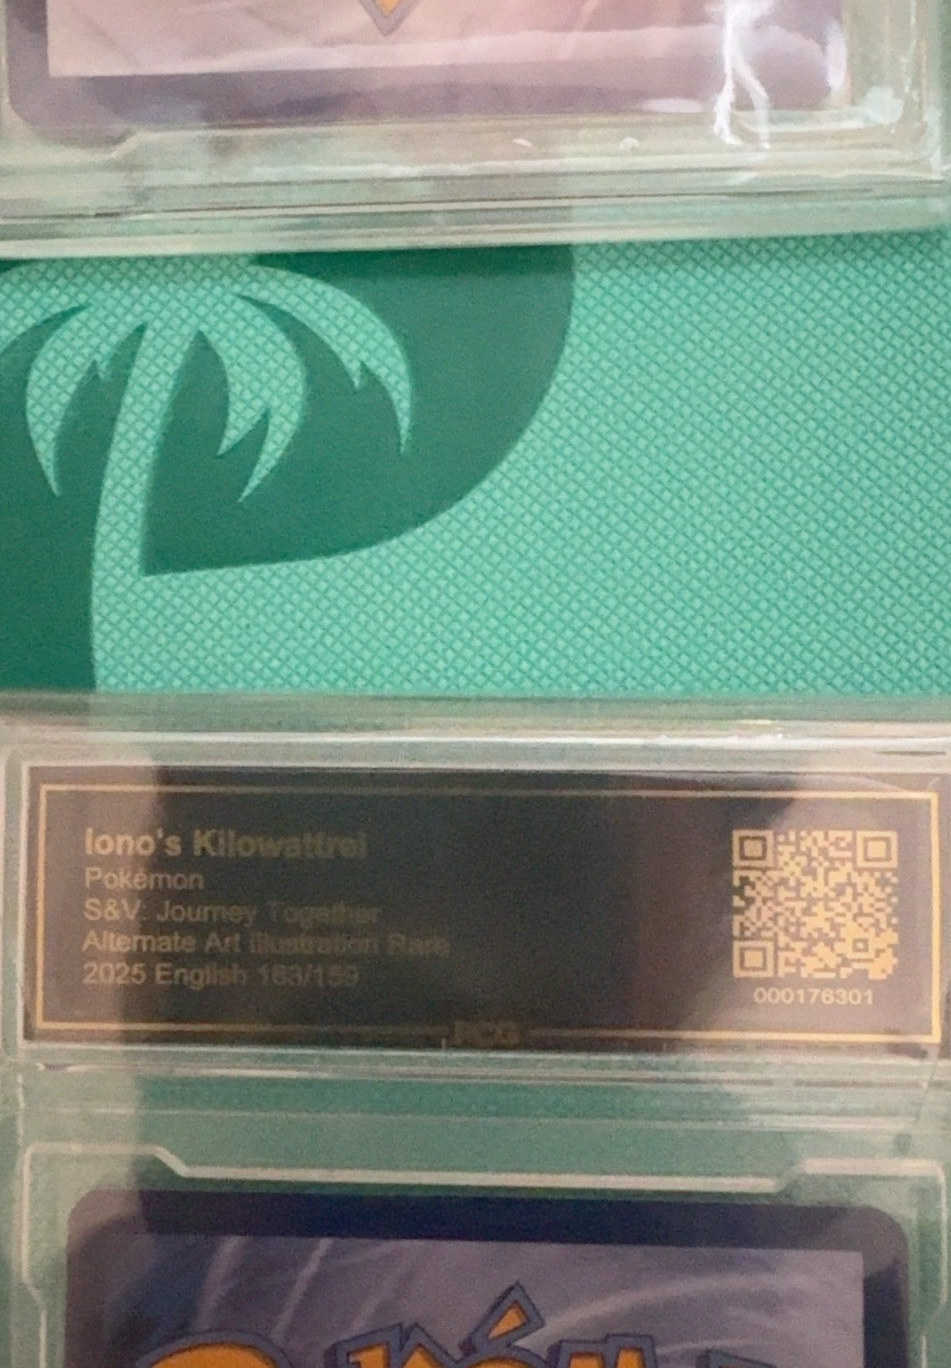 Iono's Kilowattrel
Pokémon
S&V: Journey Together
Alternate Art Illustration Rare
2025 English 163/159
000176301